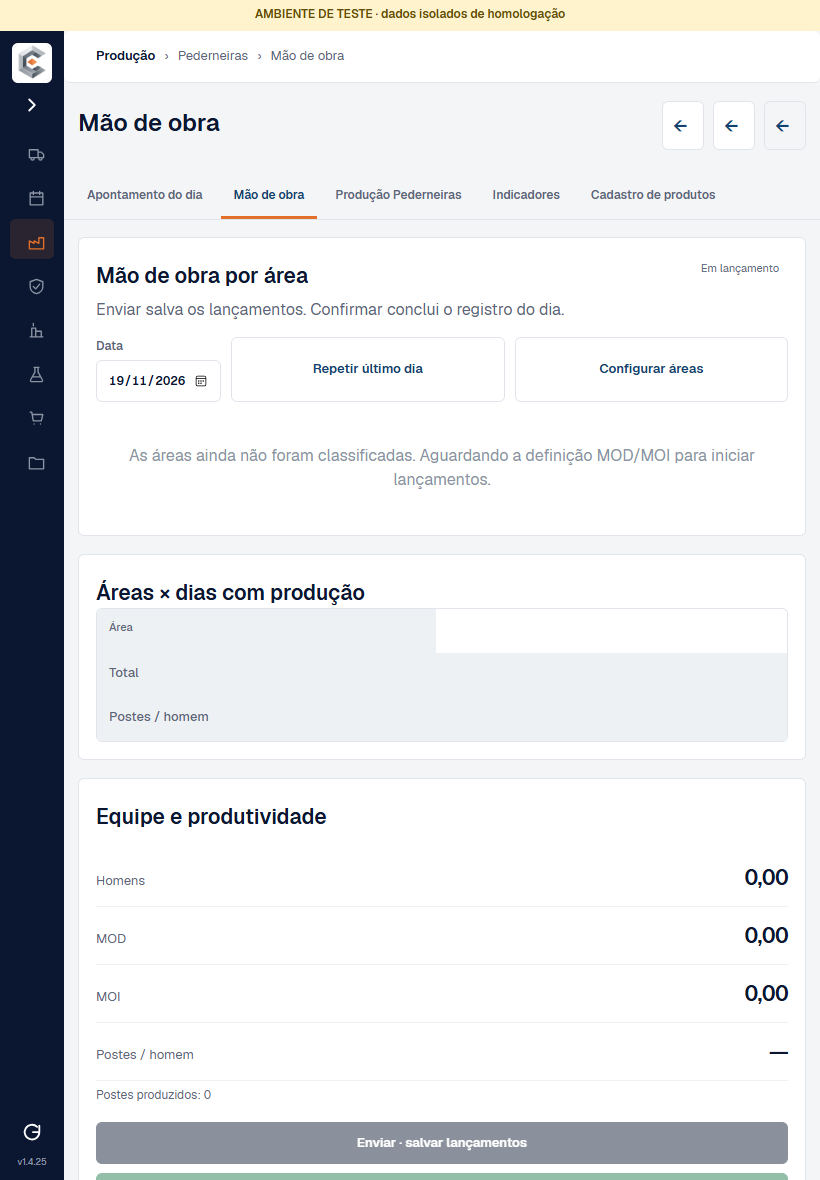 AMBIENTE DE TESTE · dados isolados de homologação
Produção › Pederneiras › Mão de obra
Mão de obra
Apontamento do dia
Mão de obra
Produção Pederneiras
Indicadores
Cadastro de produtos
Mão de obra por área
Em lançamento
Enviar salva os lançamentos. Confirmar conclui o registro do dia.
Data
19/11/2026
Repetir último dia
Configurar áreas
As áreas ainda não foram classificadas. Aguardando a definição MOD/MOI para iniciar
lançamentos.
Áreas × dias com produção
Área
Total
Postes / homem
Equipe e produtividade
Homens
0,00
MOD
0,00
MOI
0,00
Postes / homem
—
Postes produzidos: 0
Enviar · salvar lançamentos
v1.4.25